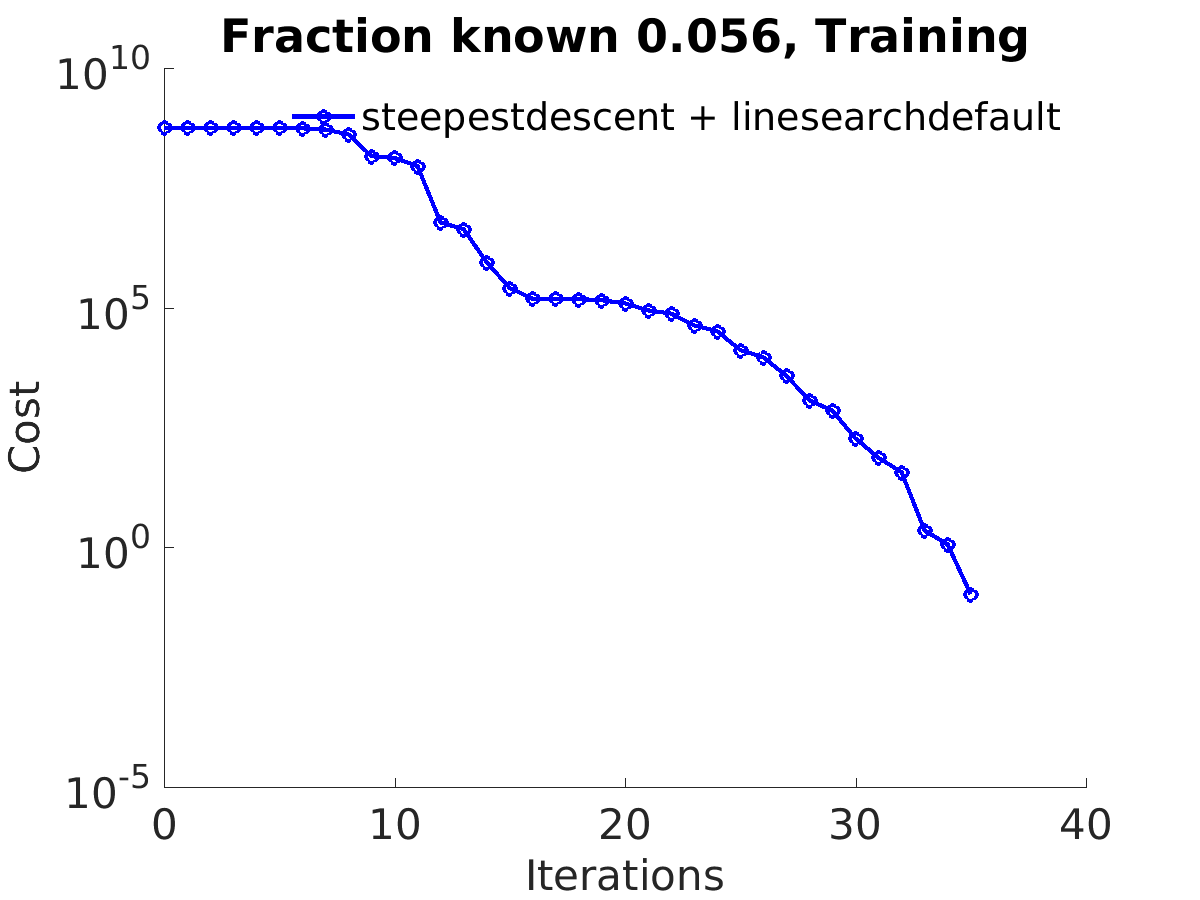 Fraction known 0.056, Training
10^10
steepestdescent + linesearchdefault
10^5
Cost
10^0
10^-5
0 10 20 30 40
Iterations